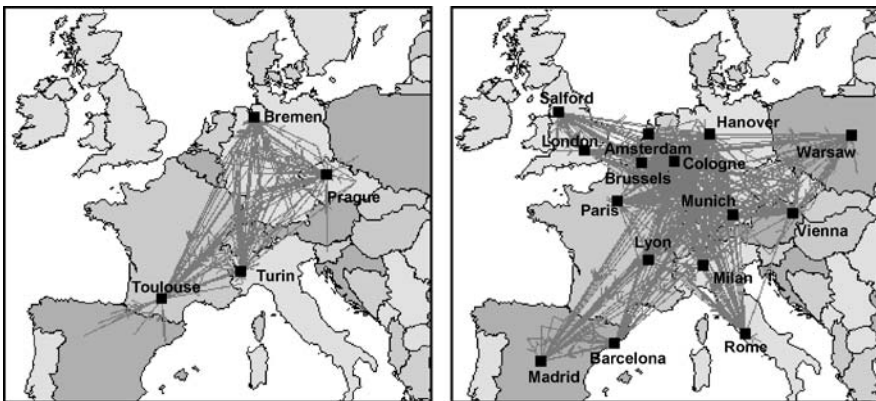 Bremen
Prague
Turin
Toulouse
Salford
Hanover
London
Amsterdam
Warsaw
Cologne
Brussels
Paris
Munich
Vienna
Lyon
Milan
Rome
Barcelona
Madrid